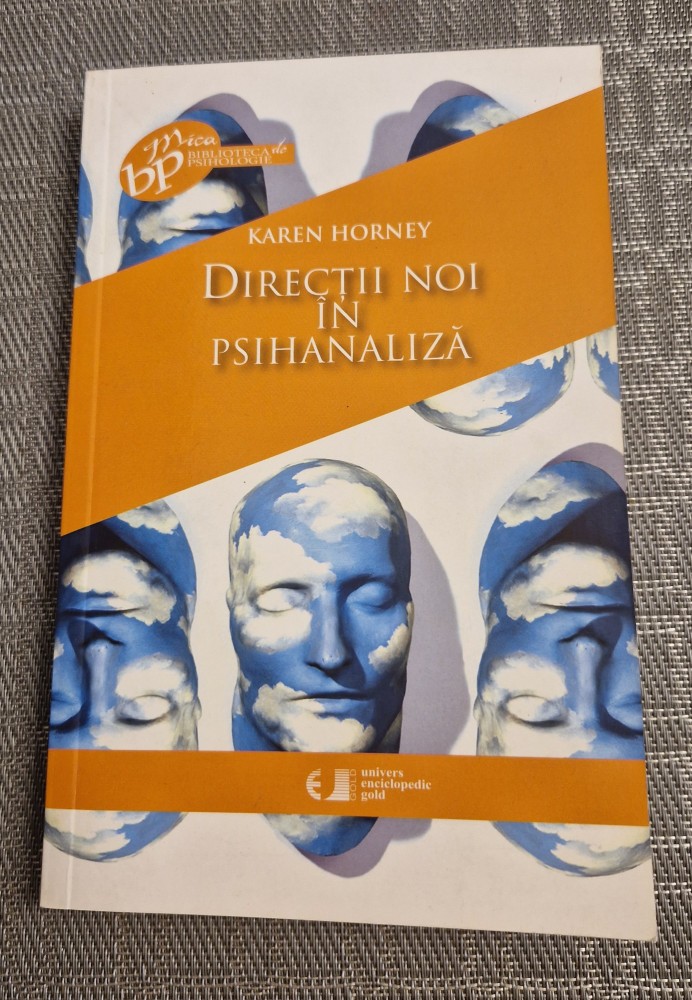 Mica
bp
BIBLIOTECA de
PSIHOLOGIE
KAREN HORNEY
DIRECȚII NOI
ÎN
PSIHANALIZĂ
GOLD
univers
enciclopedic
gold